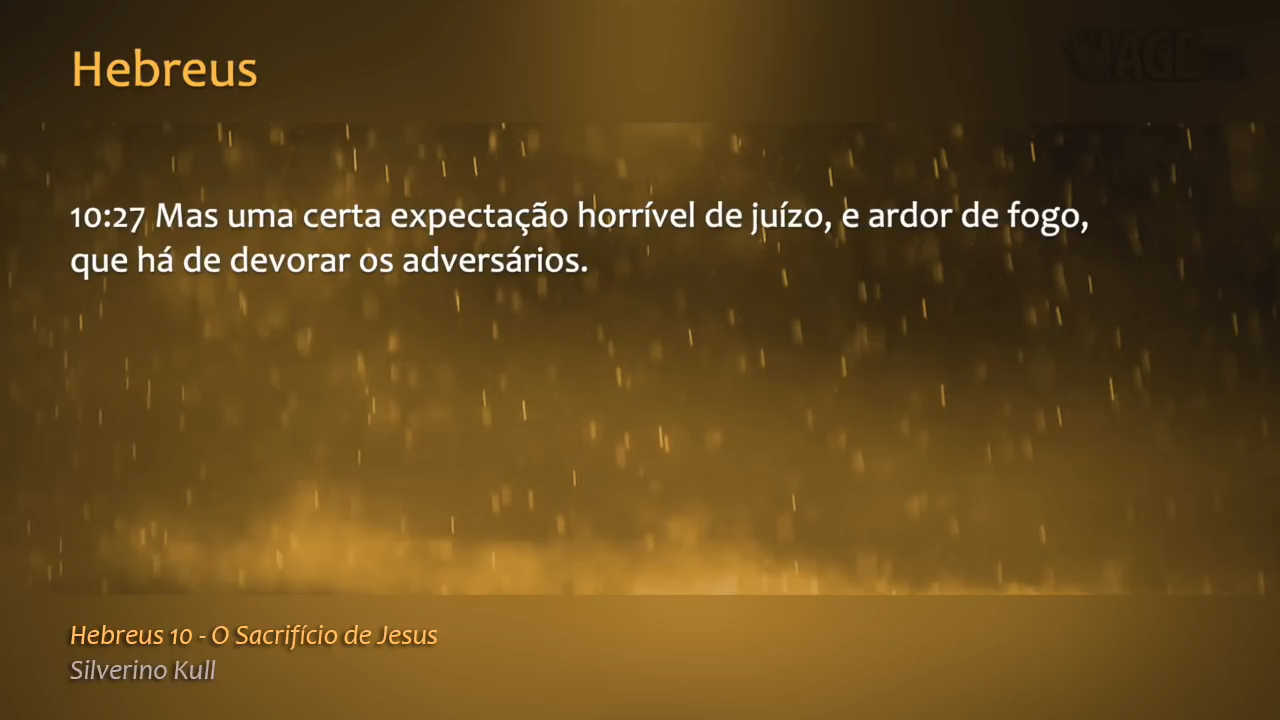 Hebreus
10:27 Mas uma certa expectação horrível de juízo, e ardor de fogo,
que há de devorar os adversários.
Hebreus 10 - O Sacrifício de Jesus
Silverino Kull